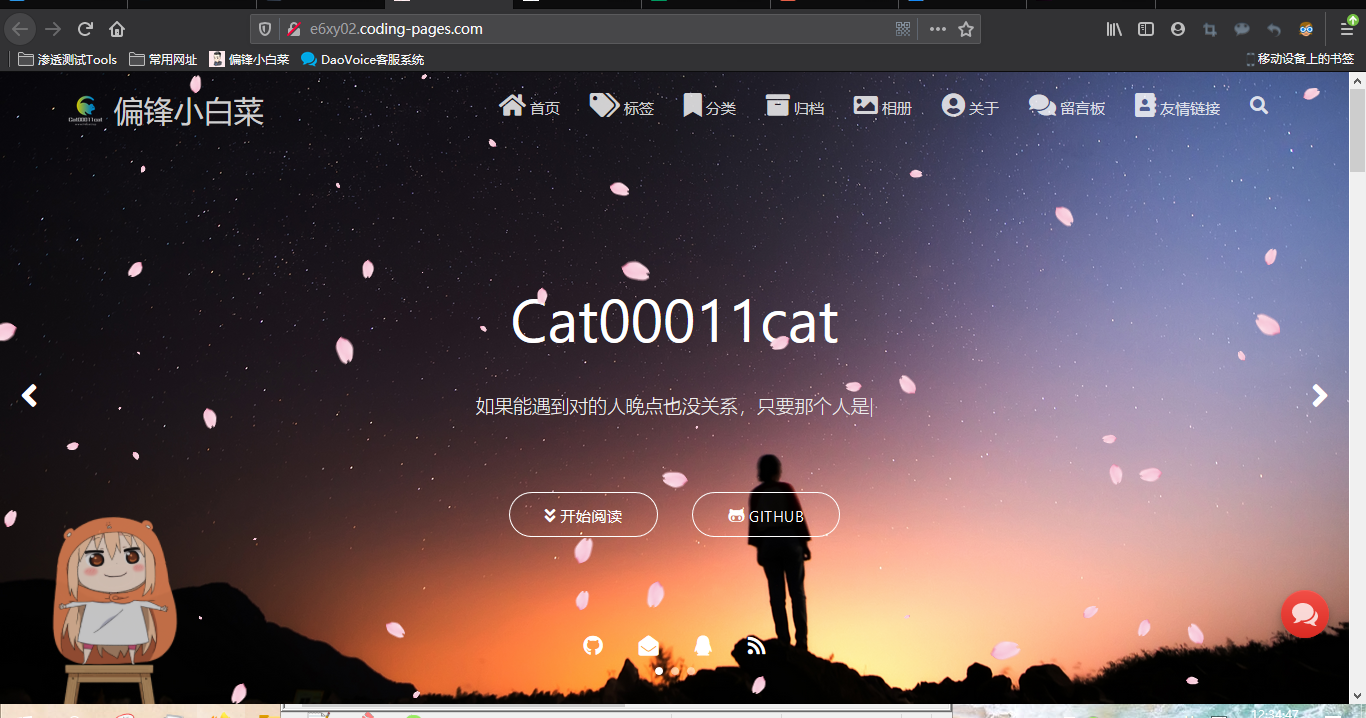 e6xy02.coding-pages.com
渗透测试Tools 常用网址 偏锋小白菜 DaoVoice客服系统 移动设备上的书签
偏锋小白菜 首页 标签 分类 归档 相册 关于 留言板 友情链接
Cat00011cat
如果能遇到对的人晚点也没关系，只要那个人是|
开始阅读 GITHUB